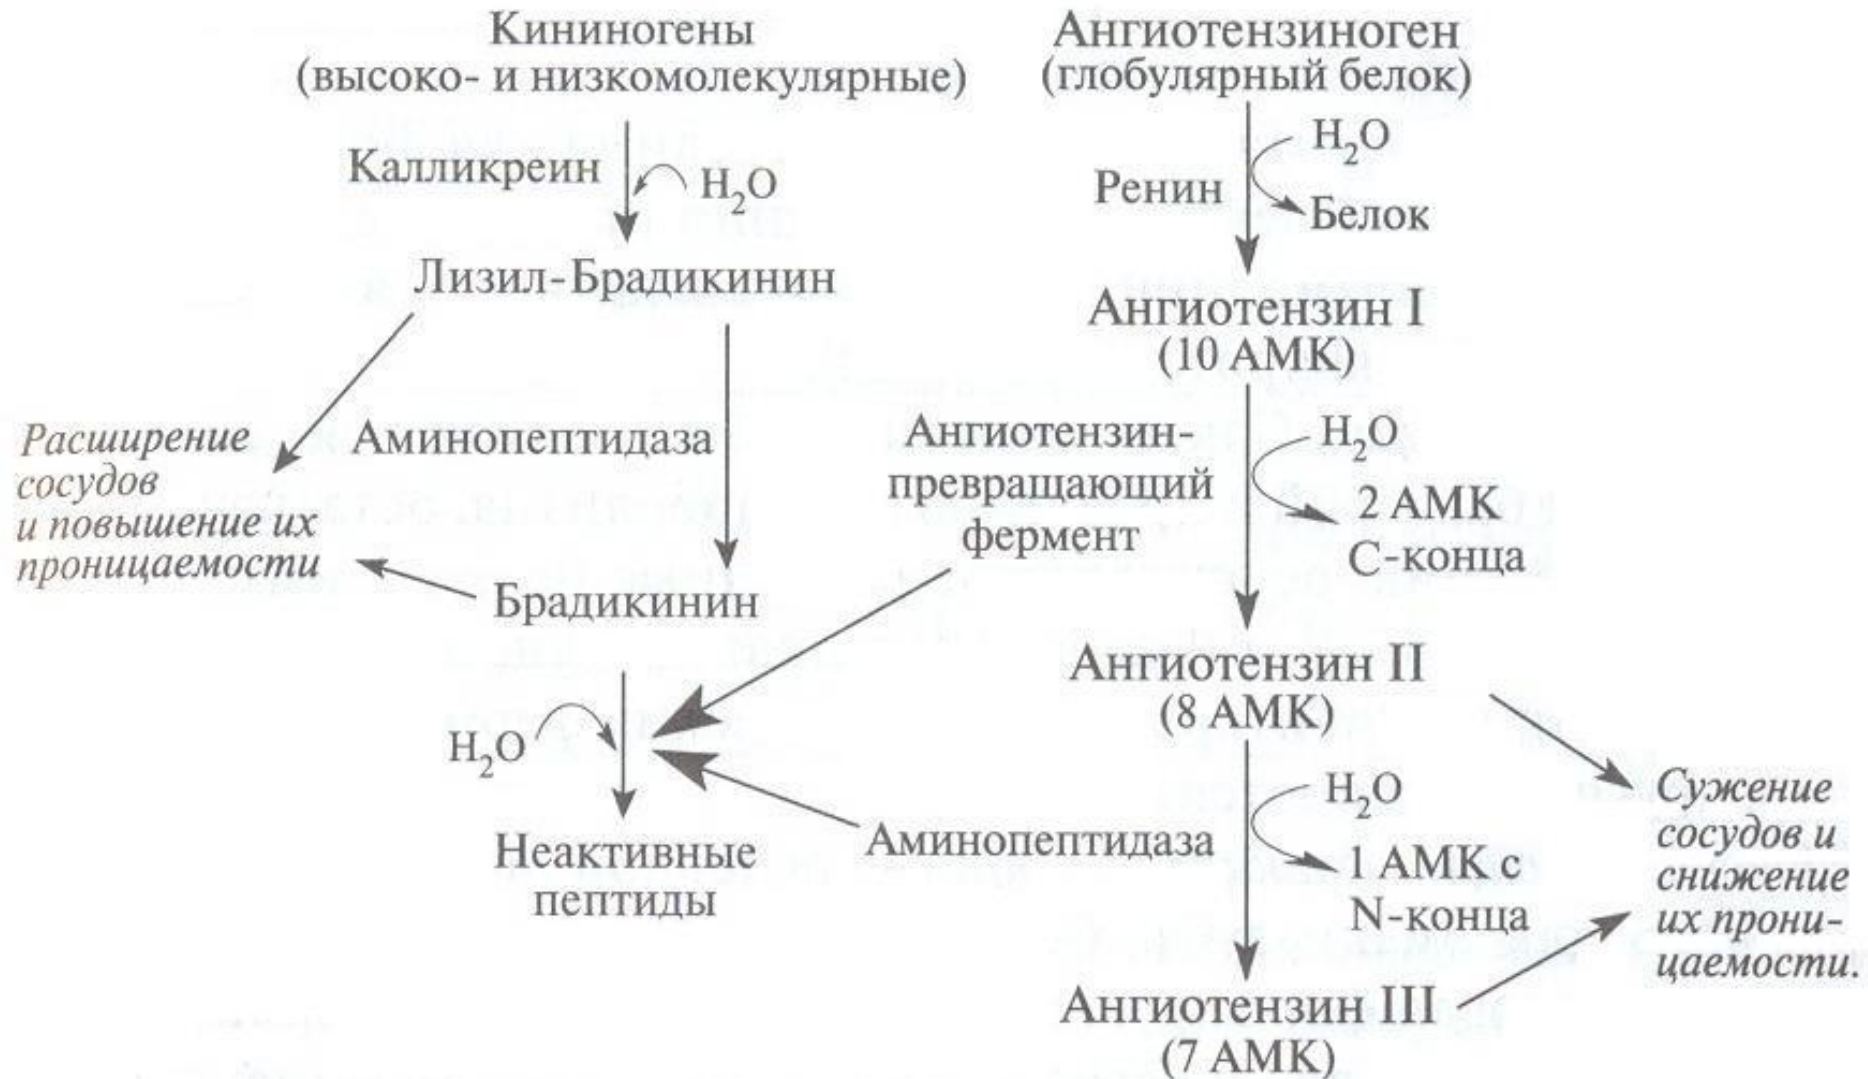 Кининогены
(высоко- и низкомолекулярные)
Калликреин
H₂O
Лизил-Брадикинин
Расширение
сосудов
и повышение их
проницаемости
Аминопептидаза
Брадикинин
H₂O
Неактивные
пептиды
Ангиотензиноген
(глобулярный белок)
H₂O
Ренин
Белок
Ангиотензин I
(10 АМК)
Ангиотензин-
превращающий
фермент
H₂O
2 АМК
С-конца
Ангиотензин II
(8 АМК)
H₂O
Аминопептидаза
1 АМК с
N-конца
Ангиотензин III
(7 АМК)
Сужение
сосудов и
снижение
их прони-
цаемости.